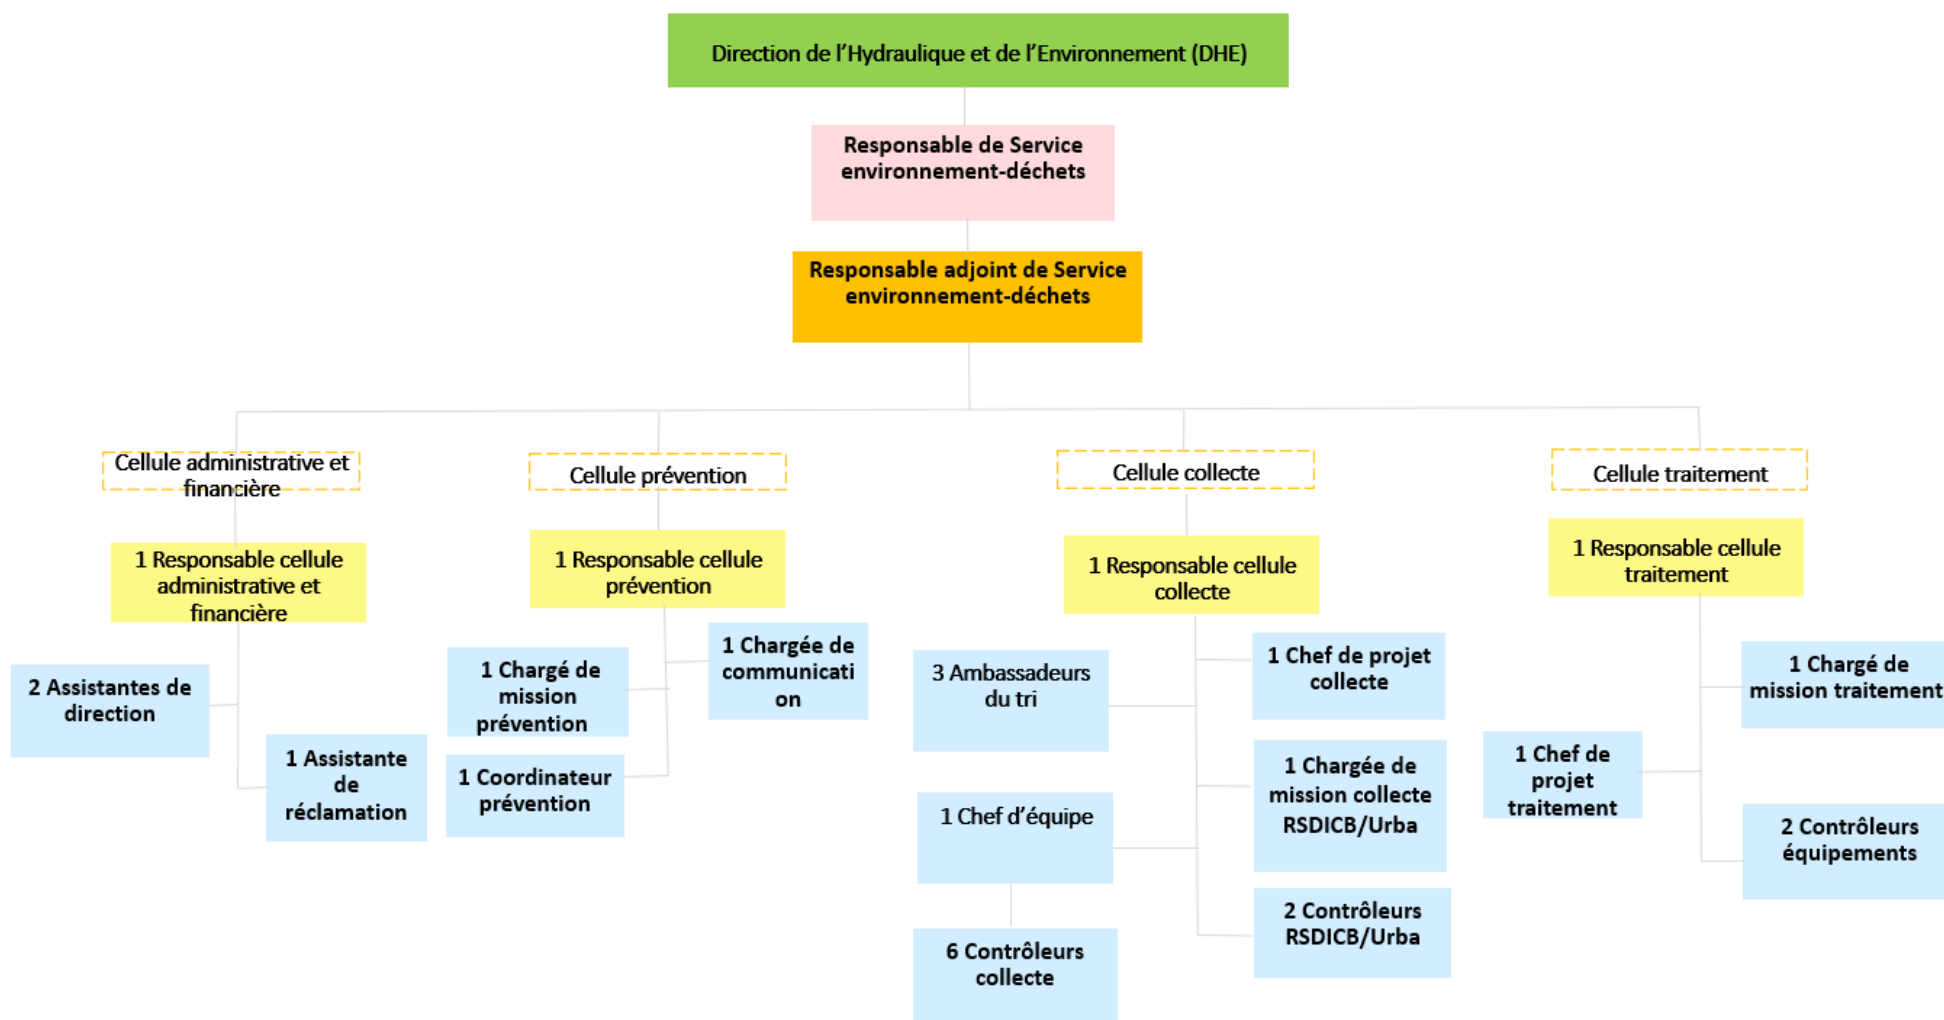 Direction de l’Hydraulique et de l’Environnement (DHE)
Responsable de Service
environnement-déchets
Responsable adjoint de Service
environnement-déchets
Cellule administrative et
financière
1 Responsable cellule
administrative et
financière
2 Assistantes de
direction
1 Assistante
de
réclamation
Cellule prévention
1 Responsable cellule
prévention
1 Chargé de
mission
prévention
1 Chargée de
communicati
on
1 Coordinateur
prévention
Cellule collecte
1 Responsable cellule
collecte
3 Ambassadeurs
du tri
1 Chef de projet
collecte
1 Chargée de
mission collecte
RSDICB/Urba
1 Chef d’équipe
2 Contrôleurs
RSDICB/Urba
6 Contrôleurs
collecte
Cellule traitement
1 Responsable cellule
traitement
1 Chargé de
mission traitement
1 Chef de
projet
traitement
2 Contrôleurs
équipements